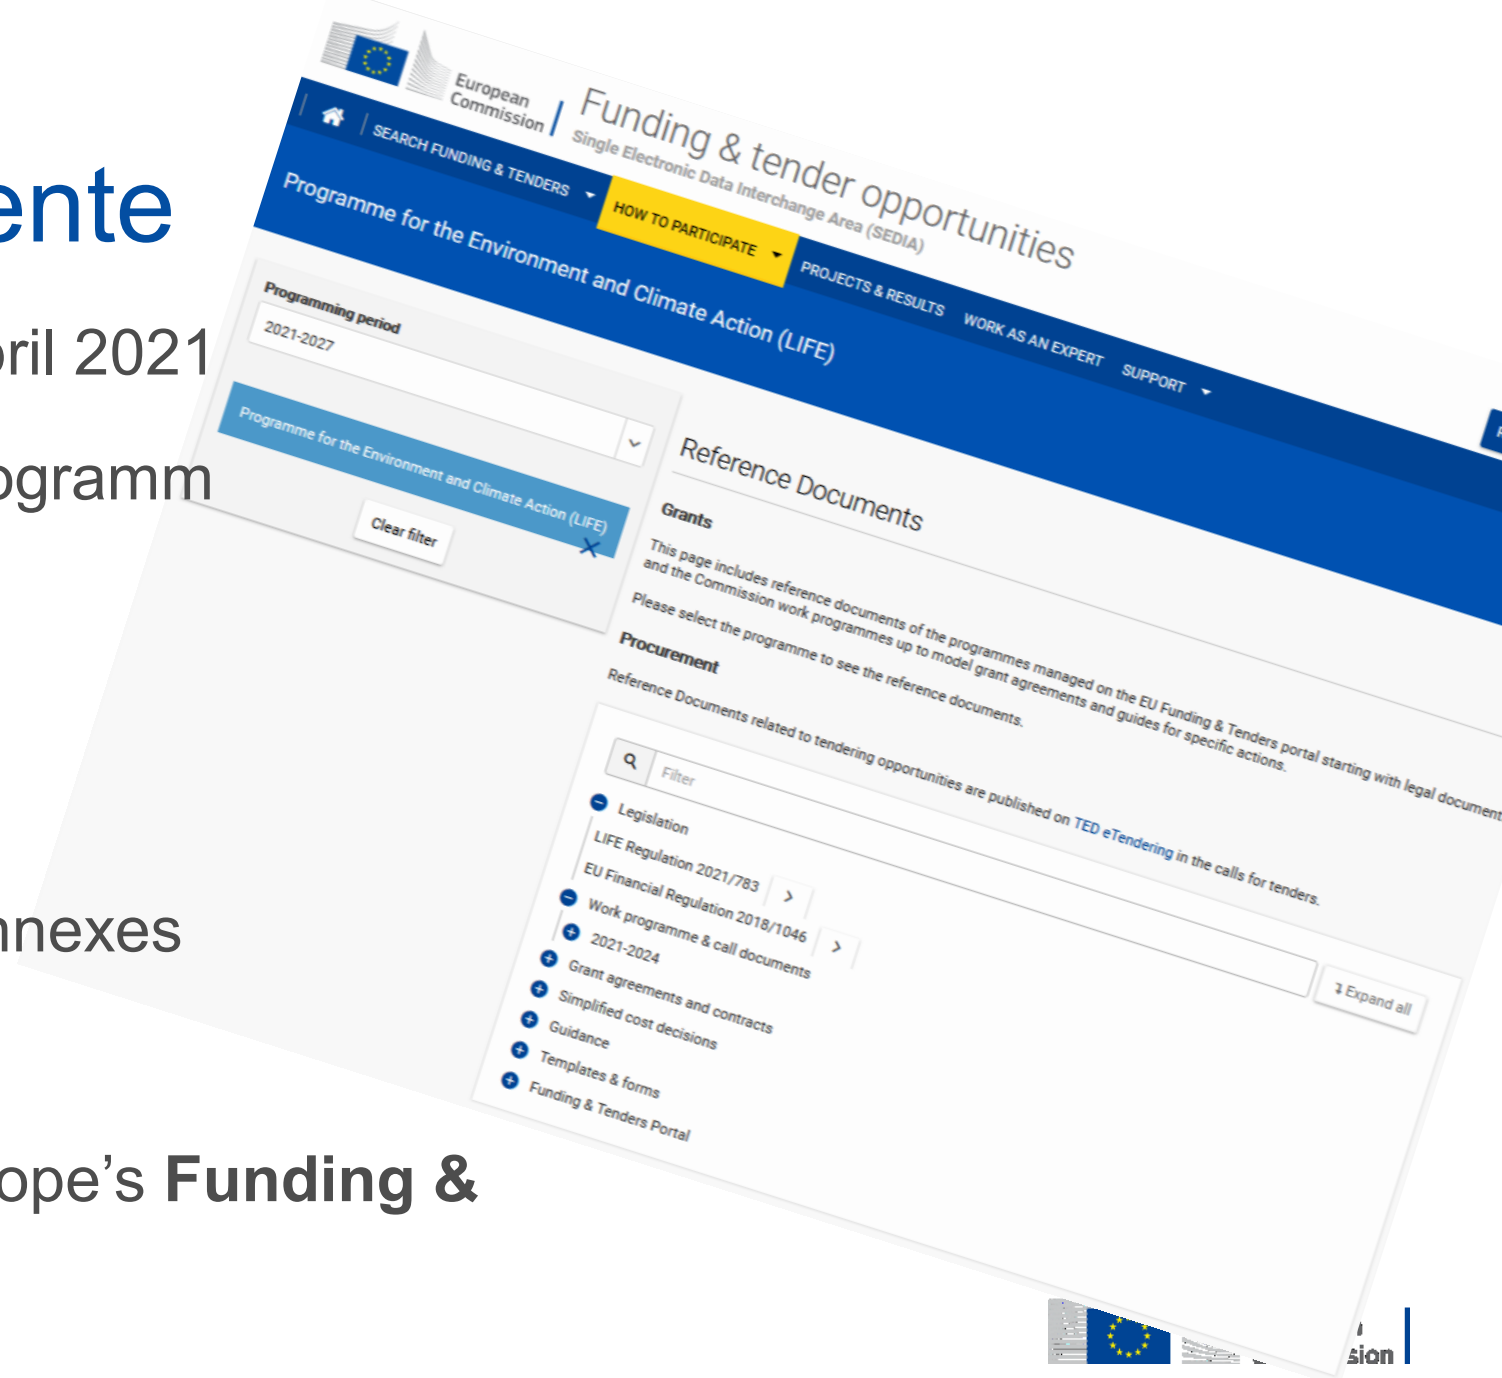 ente
ril 2021
ogramm
nnexes
ope's Funding &
European
Commission
Funding & tender opportunities
Single Electronic Data Interchange Area (SEDIA)
SEARCH FUNDING & TENDERS
HOW TO PARTICIPATE
PROJECTS & RESULTS
WORK AS AN EXPERT
SUPPORT
Programme for the Environment and Climate Action (LIFE)
Programming period
2021-2027
Programme for the Environment and Climate Action (LIFE)
Clear filter
Reference Documents
Grants
This page includes reference documents of the programmes managed on the EU Funding & Tenders portal starting with legal document
and the Commission work programmes up to model grant agreements and guides for specific actions.
Please select the programme to see the reference documents.
Procurement
Reference Documents related to tendering opportunities are published on TED eTendering in the calls for tenders.
Filter
Expand all
Legislation
LIFE Regulation 2021/783
EU Financial Regulation 2018/1046
Work programme & call documents
2021-2024
Grant agreements and contracts
Simplified cost decisions
Guidance
Templates & forms
Funding & Tenders Portal
sion